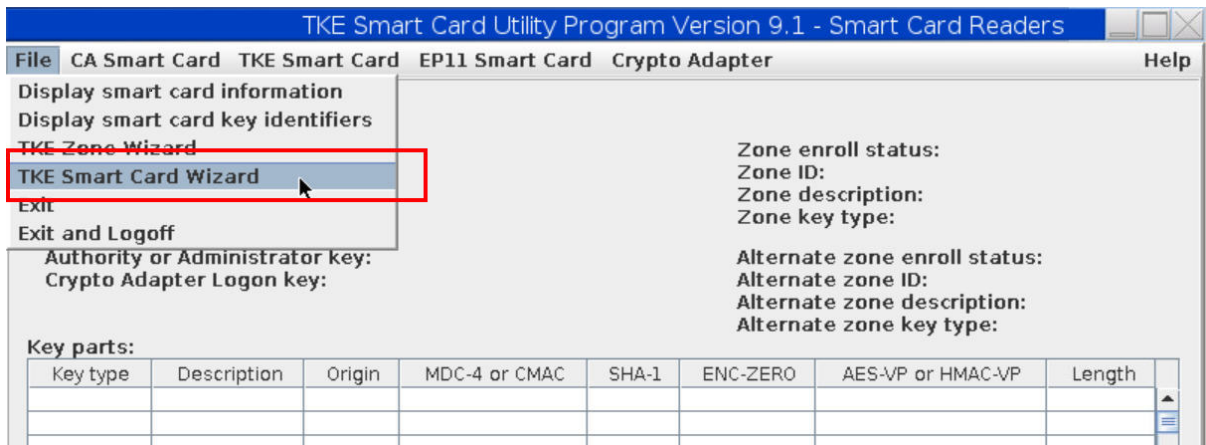 TKE Smart Card Utility Program Version 9.1 - Smart Card Readers
File CA Smart Card TKE Smart Card EP11 Smart Card Crypto Adapter Help
Display smart card information
Display smart card key identifiers
TKE Zone Wizard
TKE Smart Card Wizard
Exit
Exit and Logoff
Authority or Administrator key:
Crypto Adapter Logon key:
Zone enroll status:
Zone ID:
Zone description:
Zone key type:
Alternate zone enroll status:
Alternate zone ID:
Alternate zone description:
Alternate zone key type:
Key parts:
Key type Description Origin MDC-4 or CMAC SHA-1 ENC-ZERO AES-VP or HMAC-VP Length